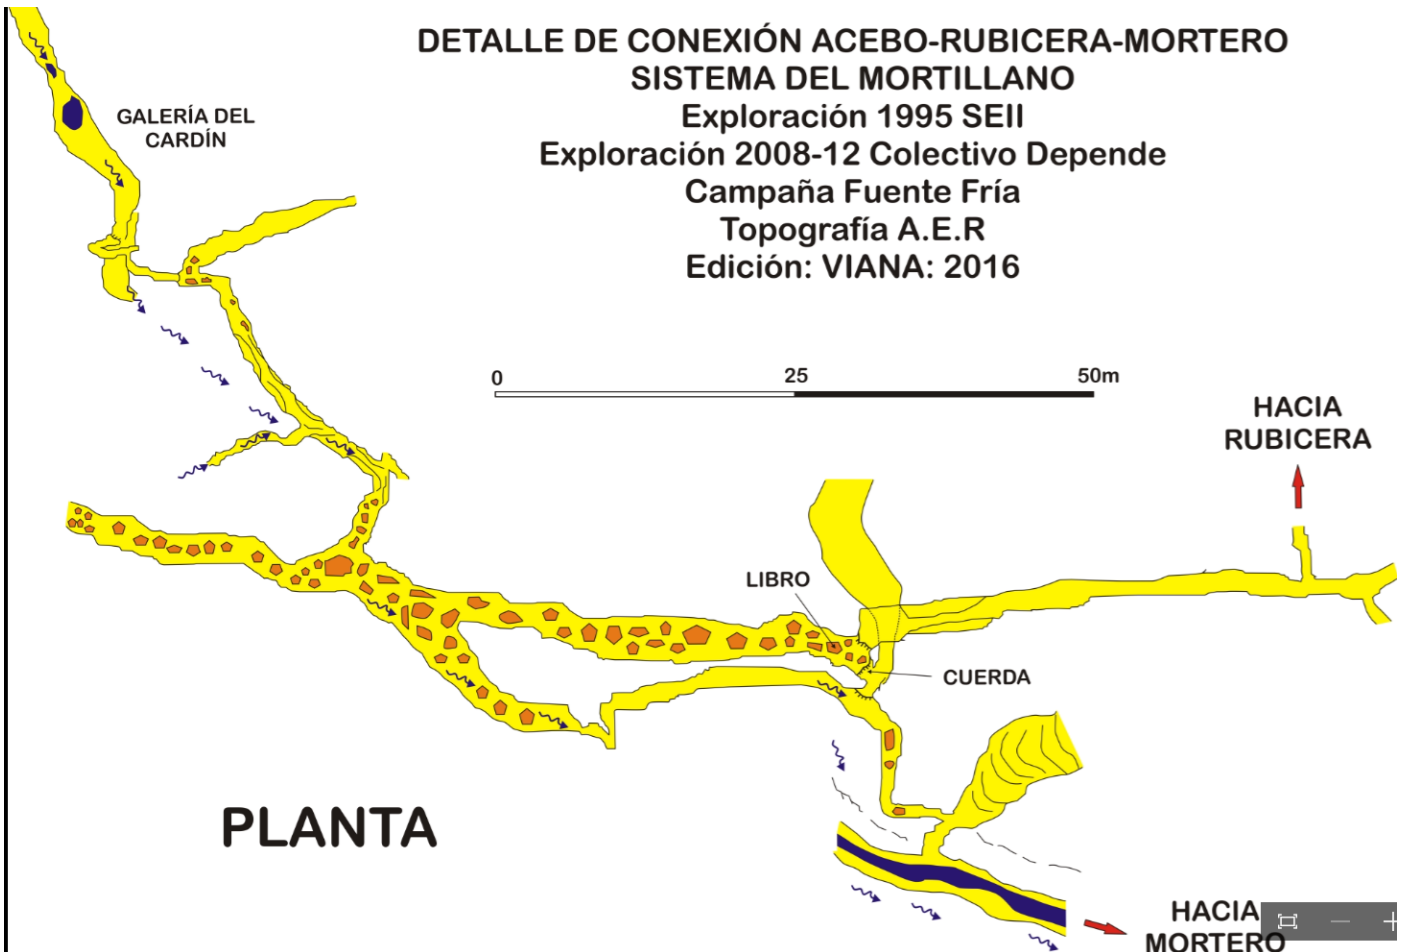 DETALLE DE CONEXIÓN ACEBO-RUBICERA-MORTERO
SISTEMA DEL MORTILLANO
Exploración 1995 SEII
Exploración 2008-12 Colectivo Depende
Campaña Fuente Fría
Topografía A.E.R
Edición: VIANA: 2016
GALERÍA DEL
CARDÍN
0 25 50m
HACIA
RUBICERA
LIBRO
CUERDA
PLANTA
HACIA
MORTERO